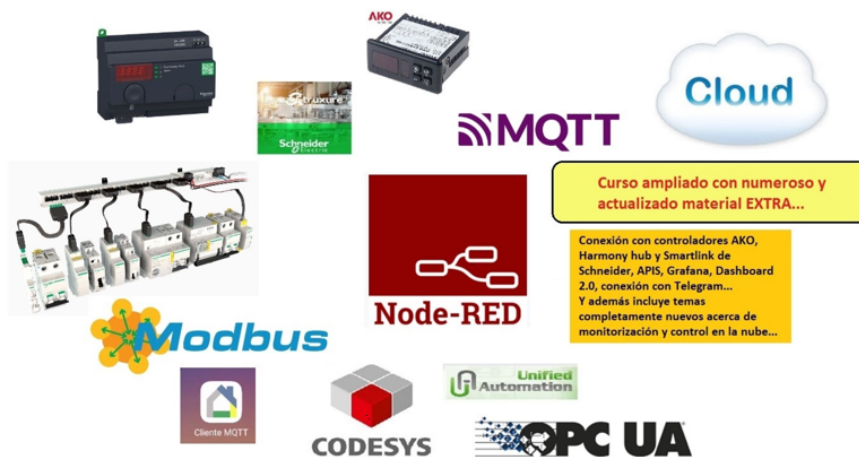 AKO
Struxure
Schneider
Electric
MQTT
Cloud
Curso ampliado con numeroso y
actualizado material EXTRA...
Conexión con controladores AKO,
Harmony hub y Smartlink de
Schneider, APIS, Grafana, Dashboard
2.0, conexión con Telegram...
Y además incluye temas
completamente nuevos acerca de
monitorización y control en la nube...
Node-RED
Modbus
Cliente MQTT
CODESYS
Unified
Automation
OPC UA